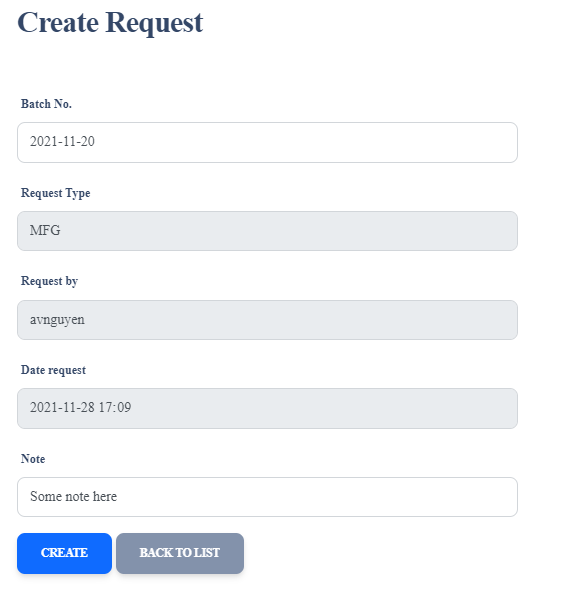 Create Request
Batch No.
2021-11-20
Request Type
MFG
Request by
avnguyen
Date request
2021-11-28 17:09
Note
Some note here
CREATE BACK TO LIST